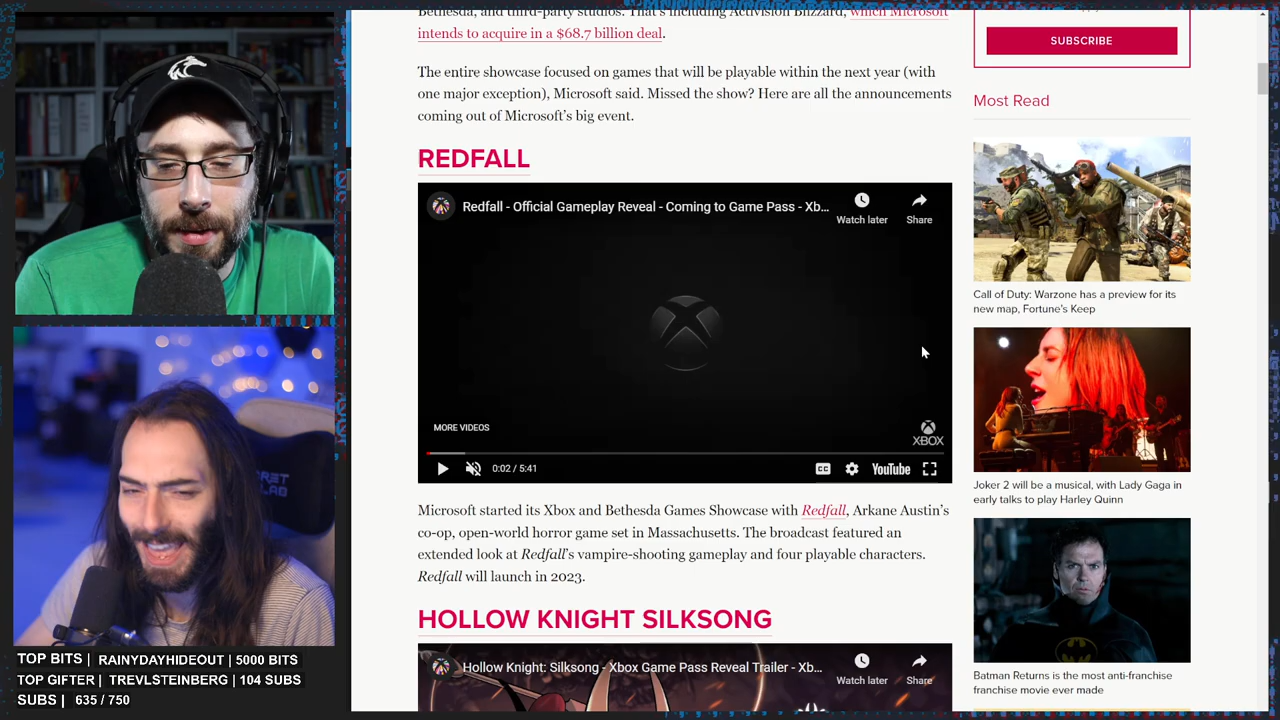 Bethesda, and third-party studios. That's including Activision Blizzard, which Microsoft
intends to acquire in a $68.7 billion deal.
The entire showcase focused on games that will be playable within the next year (with
one major exception), Microsoft said. Missed the show? Here are all the announcements
coming out of Microsoft's big event.
REDFALL
Redfall - Official Gameplay Reveal - Coming to Game Pass - Xb...
Watch later
Share
MORE VIDEOS
XBOX
0:02 / 5:41
CC
YouTube
Microsoft started its Xbox and Bethesda Games Showcase with Redfall, Arkane Austin's
co-op, open-world horror game set in Massachusetts. The broadcast featured an
extended look at Redfall's vampire-shooting gameplay and four playable characters.
Redfall will launch in 2023.
HOLLOW KNIGHT SILKSONG
Hollow Knight: Silksong - Xbox Game Pass Reveal Trailer - Xb...
Watch later
Share
SUBSCRIBE
Most Read
Call of Duty: Warzone has a preview for its
new map, Fortune's Keep
Joker 2 will be a musical, with Lady Gaga in
early talks to play Harley Quinn
Batman Returns is the most anti-franchise
franchise movie ever made
TOP BITS | RAINYDAYHIDEOUT | 5000 BITS
TOP GIFTER | TREVLSTEINBERG | 104 SUBS
SUBS | 635 / 750